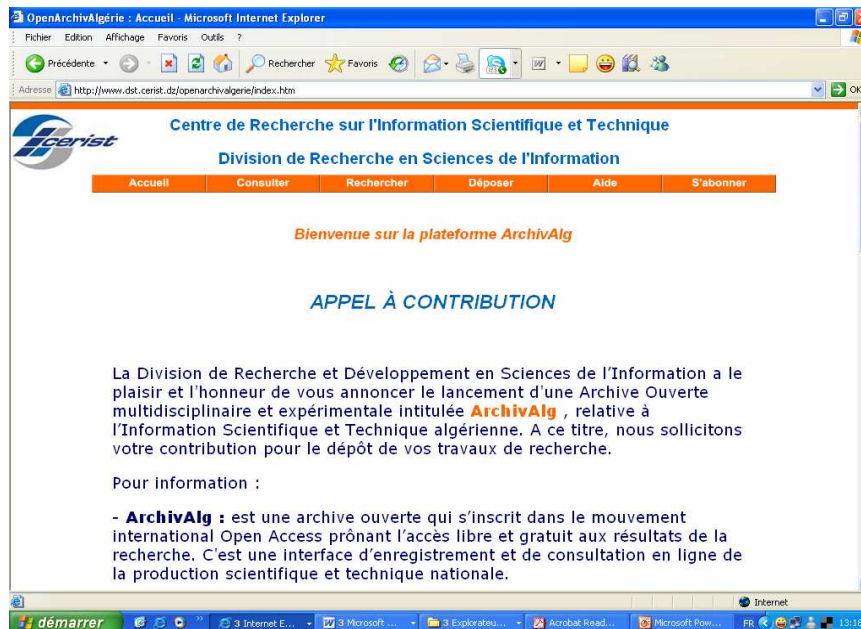 OpenArchivAlgérie : Accueil - Microsoft Internet Explorer
Fichier Edition Affichage Favoris Outils ?
Précédente Rechercher Favoris
Adresse http://www.dst.cerist.dz/openarchivalgerie/index.htm OK
cerist
Centre de Recherche sur l'Information Scientifique et Technique
Division de Recherche en Sciences de l'Information
Accueil Consulter Rechercher Déposer Aide S'abonner
Bienvenue sur la plateforme ArchivAlg
APPEL À CONTRIBUTION
La Division de Recherche et Développement en Sciences de l'Information a le
plaisir et l'honneur de vous annoncer le lancement d'une Archive Ouverte
multidisciplinaire et expérimentale intitulée ArchivAlg , relative à
l'Information Scientifique et Technique algérienne. A ce titre, nous sollicitons
votre contribution pour le dépôt de vos travaux de recherche.
Pour information :
- ArchivAlg : est une archive ouverte qui s'inscrit dans le mouvement
international Open Access prônant l'accès libre et gratuit aux résultats de la
recherche. C'est une interface d'enregistrement et de consultation en ligne de
la production scientifique et technique nationale.
Internet
démarrer 3 Internet E... 3 Microsoft ... 3 Explorateu... Acrobat Read... Microsoft Pow... FR 13:16